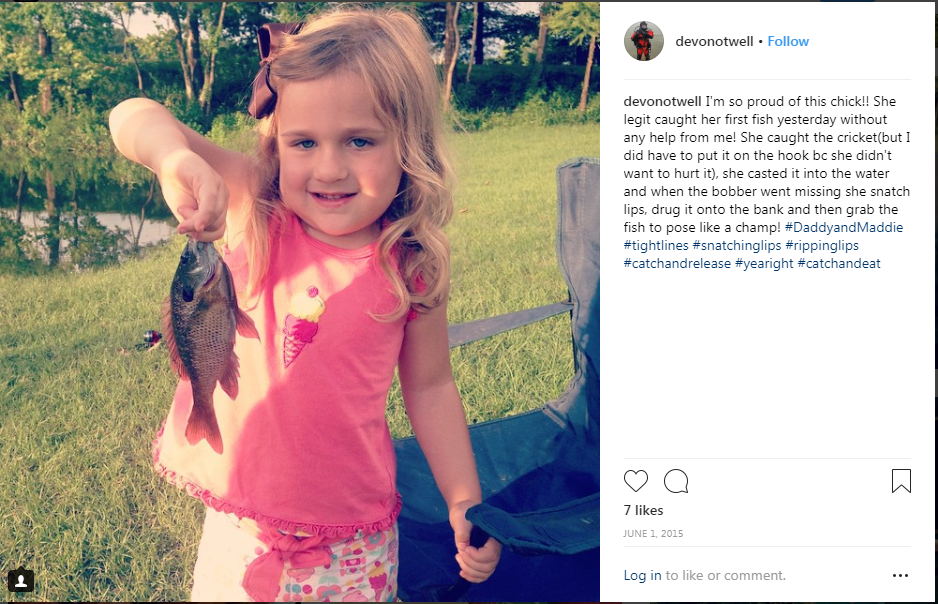 devonotwell • Follow
devonotwell I'm so proud of this chick!! She
legit caught her first fish yesterday without
any help from me! She caught the cricket(but I
did have to put it on the hook bc she didn't
want to hurt it), she casted it into the water
and when the bobber went missing she snatch
lips, drug it onto the bank and then grab the
fish to pose like a champ! #DaddyandMaddie
#tightlines #snatchinglips #rippinglips
#catchandrelease #yearight #catchandeat
7 likes
JUNE 1, 2015
Log in to like or comment.